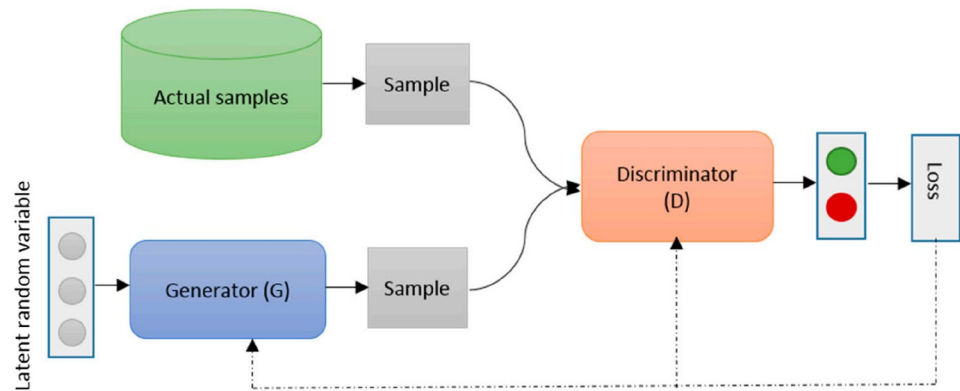 Actual samples
Sample
Discriminator
(D)
Loss
Latent random variable
Generator (G)
Sample